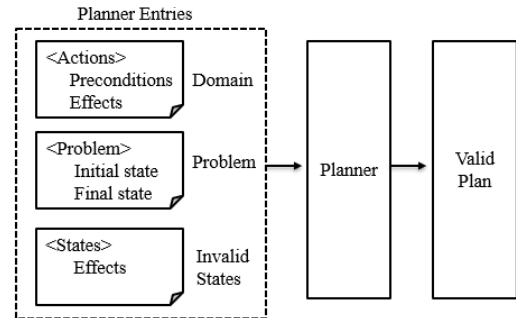 Planner Entries
<Actions>
Preconditions
Effects
Domain
<Problem>
Initial state
Final state
Problem
<States>
Effects
Invalid
States
Planner
Valid
Plan